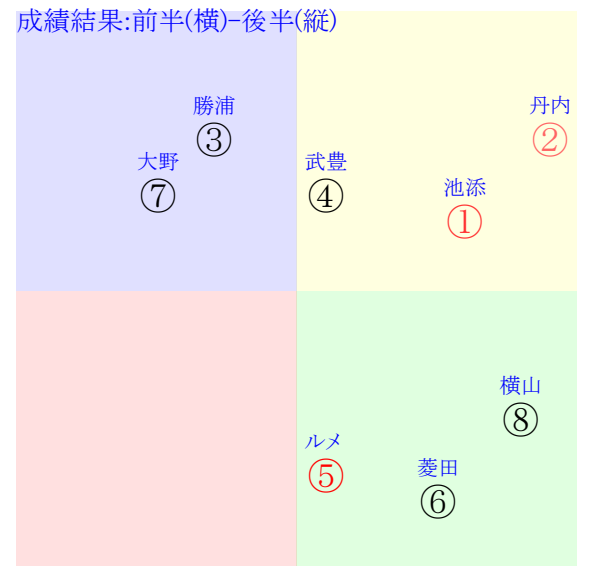 成績結果:前半(横)−後半(縦)
丹内
②
勝浦
③
大野
⑦
武豊
④
池添
①
横山
⑧
ルメ
⑤
菱田
⑥